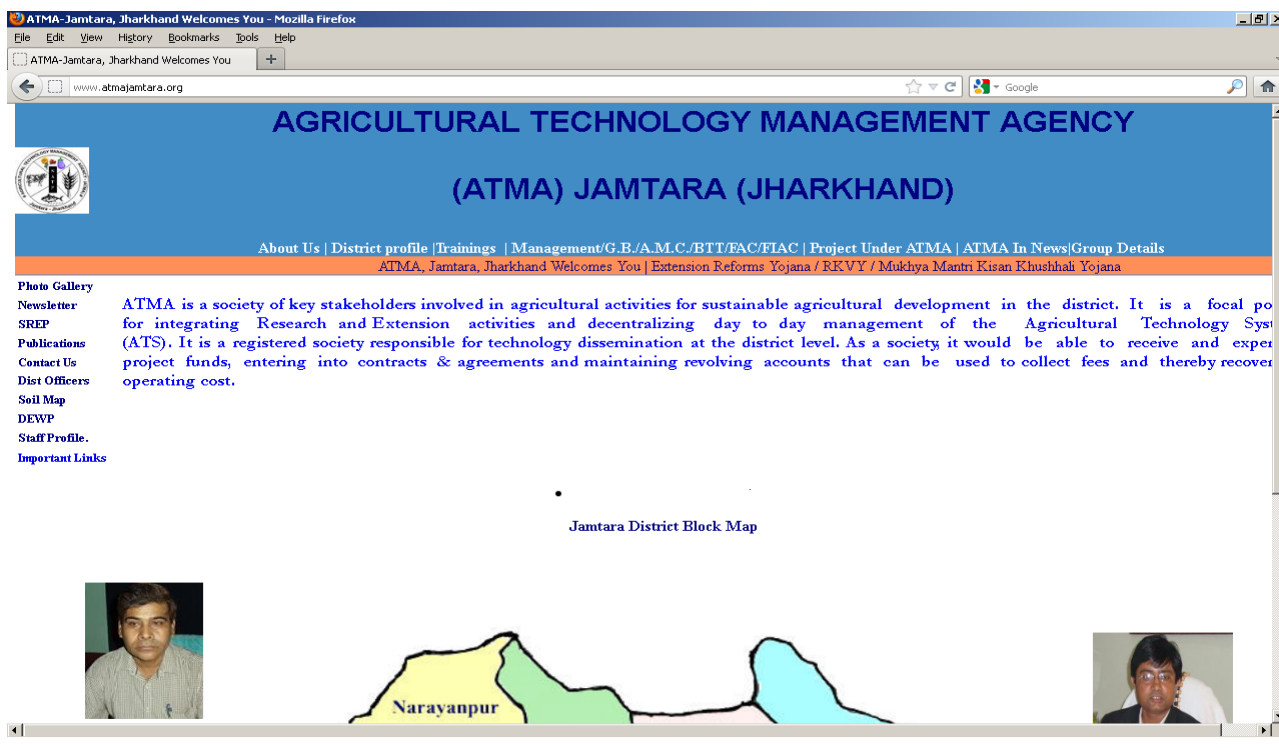 ATMA-Jamtara, Jharkhand Welcomes You - Mozilla Firefox
File Edit View History Bookmarks Tools Help
ATMA-Jamtara, Jharkhand Welcomes You
www.atmajamtara.org
Google
AGRICULTURAL TECHNOLOGY MANAGEMENT AGENCY
(ATMA) JAMTARA (JHARKHAND)
About Us | District profile |Trainings | Management/G.B./A.M.C./BTT/FAC/FIAC | Project Under ATMA | ATMA In News|Group Details
ATMA, Jamtara, Jharkhand Welcomes You | Extension Reforms Yojana / RKVY / Mukhya Mantri Kisan Khushhali Yojana
Photo Gallery
Newsletter
SREP
Publications
Contact Us
Dist Officers
Soil Map
DEWP
Staff Profile.
Important Links
ATMA is a society of key stakeholders involved in agricultural activities for sustainable agricultural development in the district. It is a focal po
for integrating Research and Extension activities and decentralizing day to day management of the Agricultural Technology Syst
(ATS). It is a registered society responsible for technology dissemination at the district level. As a society, it would be able to receive and expen
project funds, entering into contracts & agreements and maintaining revolving accounts that can be used to collect fees and thereby recover
operating cost.
Jamtara District Block Map
Narayanpur